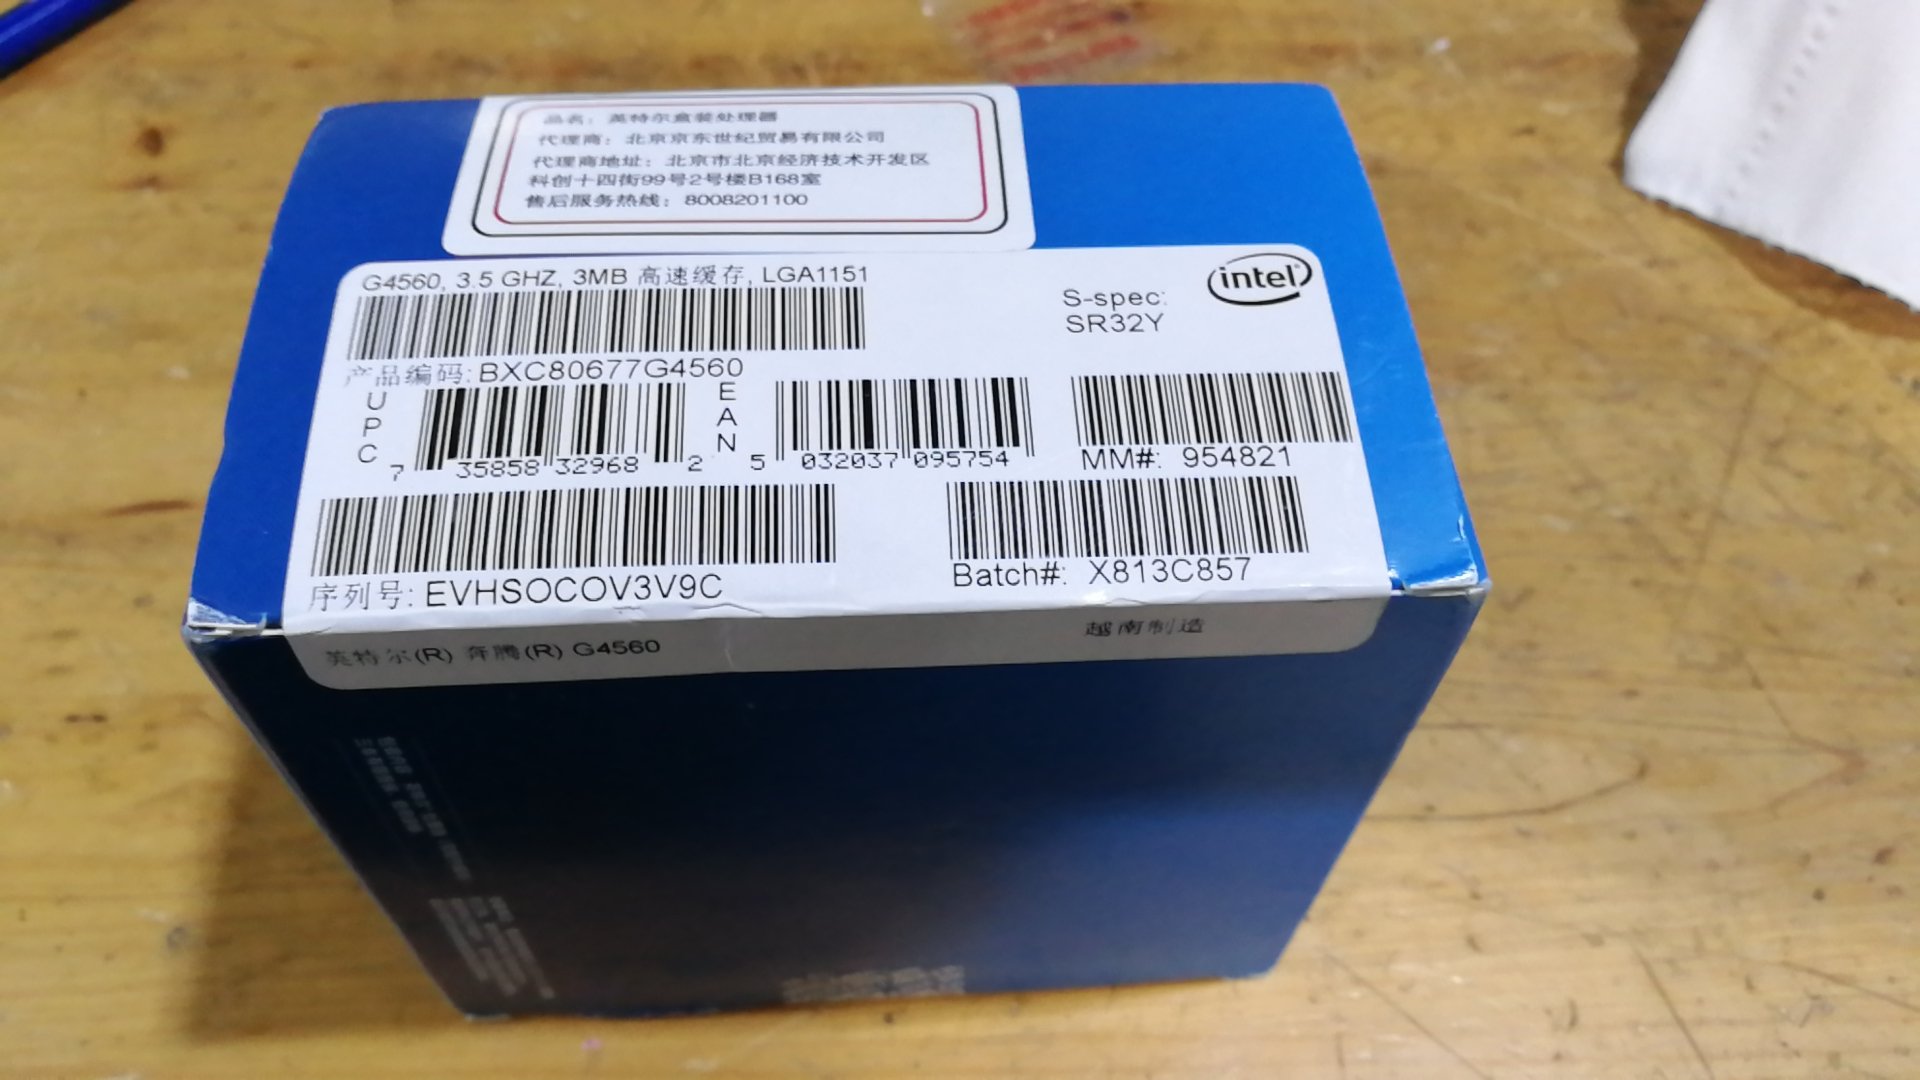 品名：英特尔盒装处理器
代理商：北京京东世纪贸易有限公司
代理商地址：北京市北京经济技术开发区
科创十四街99号2号楼B168室
售后服务热线：8008201100
G4560, 3.5 GHZ, 3MB 高速缓存, LGA1151
intel
S-spec:
SR32Y
产品编码: BXC80677G4560
UPC
7 35858 32968 2
EAN
5 032037 095754
MM#: 954821
序列号: EVHSOCOV3V9C
Batch#: X813C857
英特尔(R) 奔腾(R) G4560
越南制造